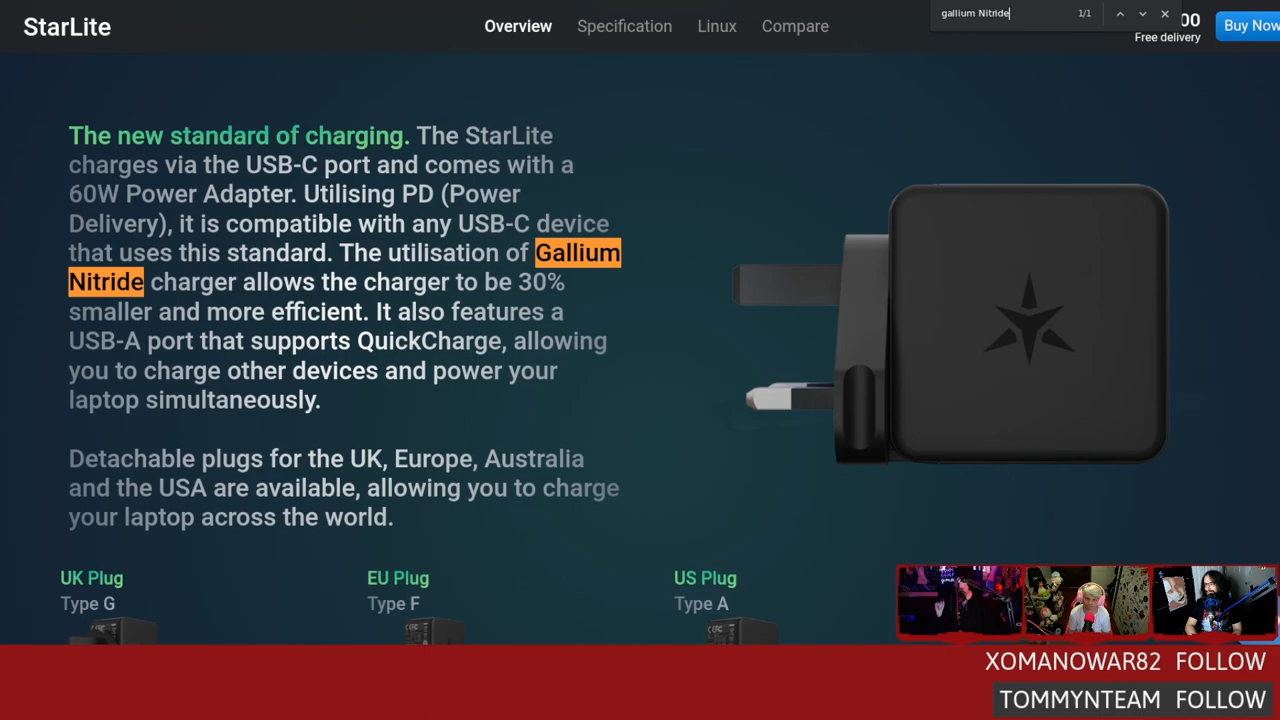 StarLite
Overview
Specification
Linux
Compare
gallium Nitride
1/1
00
Free delivery
Buy Now
The new standard of charging. The StarLite
charges via the USB-C port and comes with a
60W Power Adapter. Utilising PD (Power
Delivery), it is compatible with any USB-C device
that uses this standard. The utilisation of Gallium
Nitride charger allows the charger to be 30%
smaller and more efficient. It also features a
USB-A port that supports QuickCharge, allowing
you to charge other devices and power your
laptop simultaneously.
Detachable plugs for the UK, Europe, Australia
and the USA are available, allowing you to charge
your laptop across the world.
UK Plug
Type G
EU Plug
Type F
US Plug
Type A
XOMANOWAR82 FOLLOW
TOMMYNTEAM FOLLOW